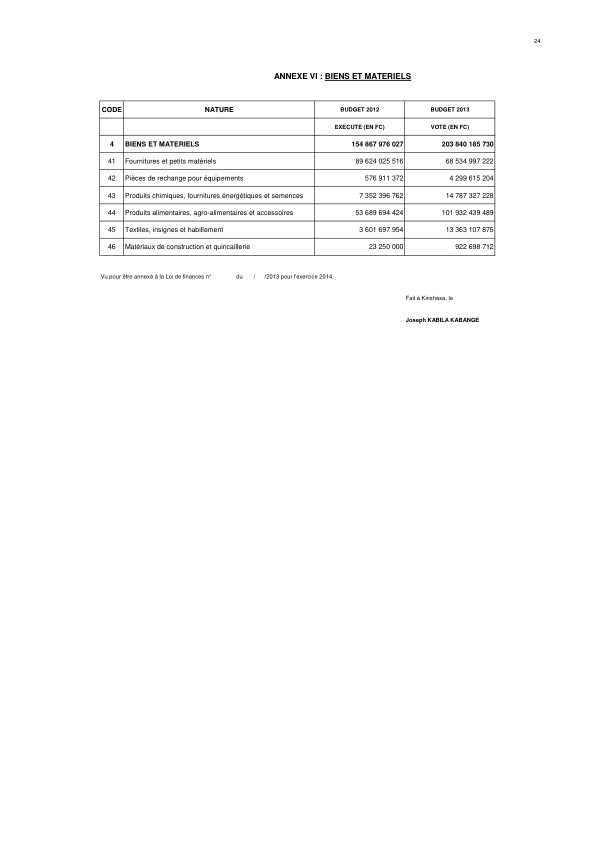 24
ANNEXE VI : BIENS ET MATERIELS
CODE NATURE BUDGET 2012 BUDGET 2013
EXECUTE (EN FC) VOTE (EN FC)
4 BIENS ET MATERIELS 154 867 976 027 203 840 185 730
41 Fournitures et petits matériels 89 624 025 516 68 534 997 222
42 Pièces de rechange pour équipements 576 911 372 4 299 615 204
43 Produits chimiques, fournitures énergétiques et semences 7 352 396 762 14 787 327 228
44 Produits alimentaires, agro-alimentaires et accessoires 53 689 694 424 101 932 439 489
45 Textiles, insignes et habillement 3 601 697 954 13 363 107 875
46 Matériaux de construction et quincaillerie 23 250 000 922 698 712
Vu pour être annexé à la Loi de finances n° du / /2013 pour l'exercice 2014.
Fait à Kinshasa, le
Joseph KABILA KABANGE